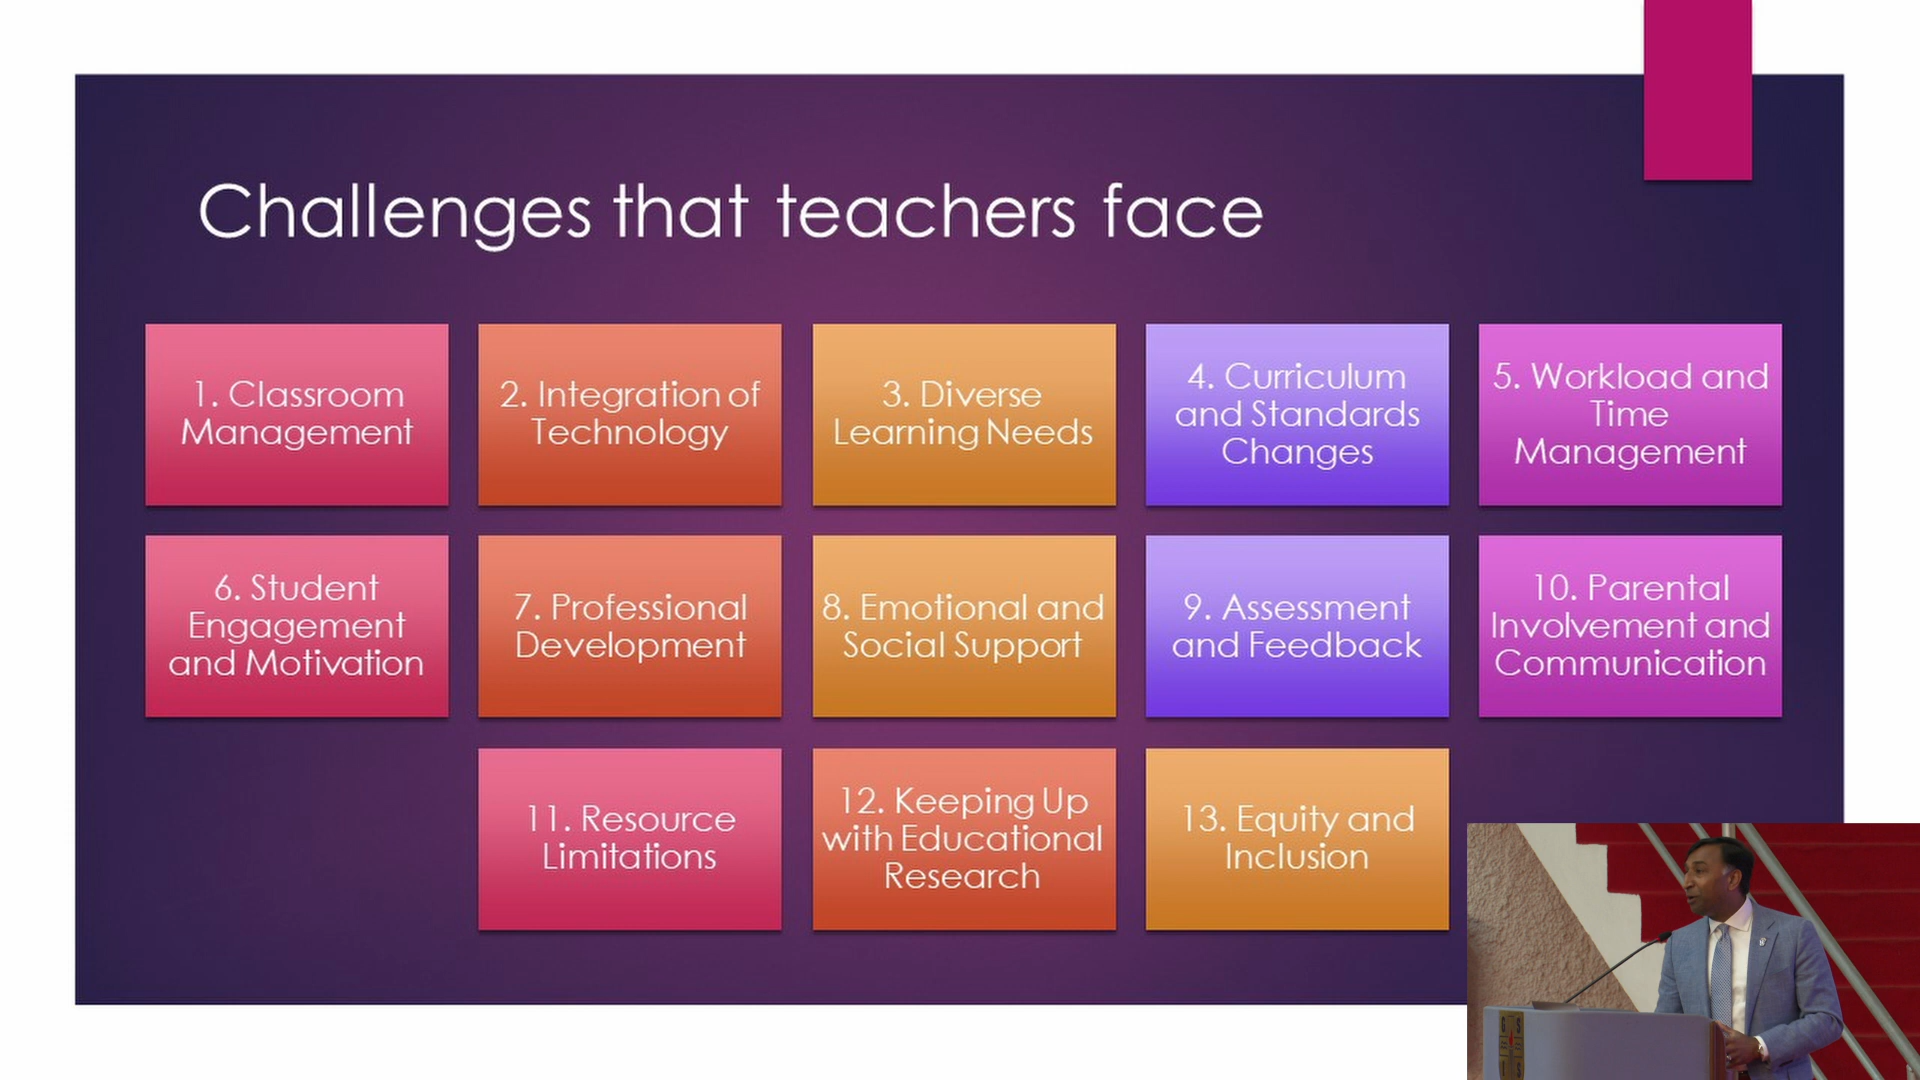 Challenges that teachers face
1. Classroom
Management
2. Integration of
Technology
3. Diverse
Learning Needs
4. Curriculum
and Standards
Changes
5. Workload and
Time
Management
6. Student
Engagement
and Motivation
7. Professional
Development
8. Emotional and
Social Support
9. Assessment
and Feedback
10. Parental
Involvement and
Communication
11. Resource
Limitations
12. Keeping Up
with Educational
Research
13. Equity and
Inclusion